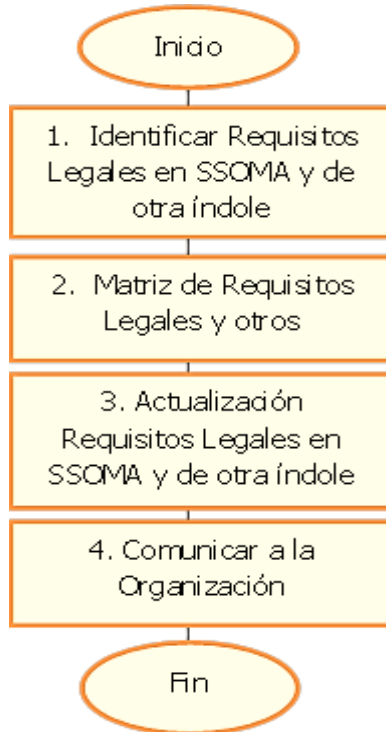 Inicio
1. Identificar Requisitos
Legales en SSOMA y de
otra índole
2. Matriz de Requisitos
Legales y otros
3. Actualización
Requisitos Legales en
SSOMA y de otra índole
4. Comunicar a la
Organización
Fin